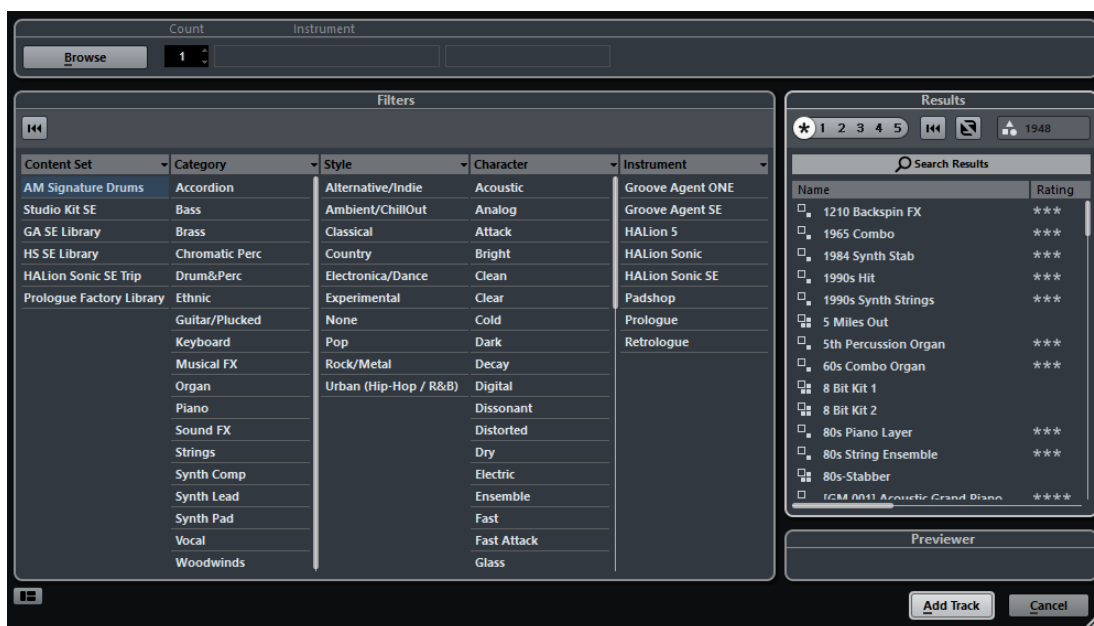 Count Instrument
Browse 1
Filters
Content Set Category Style Character Instrument
AM Signature Drums Accordion Alternative/Indie Acoustic Groove Agent ONE
Studio Kit SE Bass Ambient/ChillOut Analog Groove Agent SE
GA SE Library Brass Classical Attack HALion 5
HS SE Library Chromatic Perc Country Bright HALion Sonic
HALion Sonic SE Trip Drum&Perc Electronica/Dance Clean HALion Sonic SE
Prologue Factory Library Ethnic Experimental Clear Padshop
Guitar/Plucked None Cold Prologue
Keyboard Pop Dark Retrologue
Musical FX Rock/Metal Decay
Organ Urban (Hip-Hop / R&B) Digital
Piano Dissonant
Sound FX Distorted
Strings Dry
Synth Comp Electric
Synth Lead Ensemble
Synth Pad Fast
Vocal Fast Attack
Woodwinds Glass
Results
* 1 2 3 4 5 1948
Search Results
Name Rating
1210 Backspin FX ***
1965 Combo ***
1984 Synth Stab ***
1990s Hit ***
1990s Synth Strings ***
5 Miles Out
5th Percussion Organ ***
60s Combo Organ ***
8 Bit Kit 1
8 Bit Kit 2
80s Piano Layer ***
80s String Ensemble ***
80s-Stabber
[GM 001] Acoustic Grand Piano ****
Previewer
Add Track Cancel